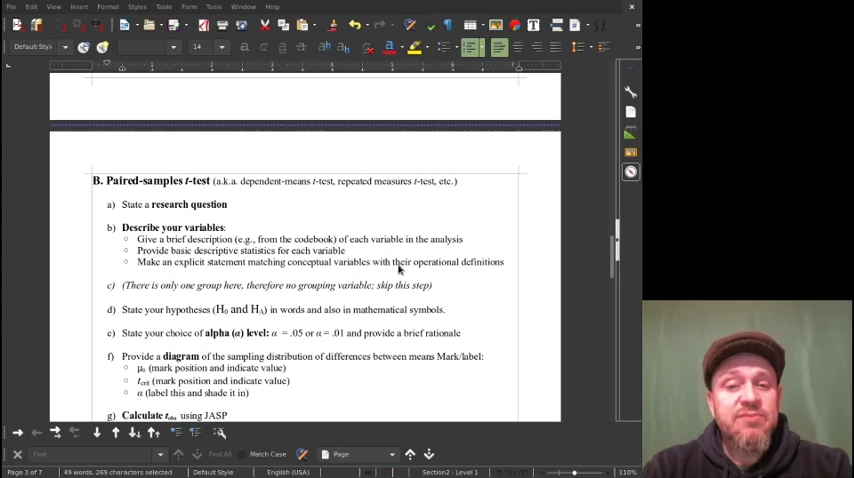 File Edit View Insert Format Styles Table Form Tools Window Help
Default Styl 14
B. Paired-samples t-test (a.k.a. dependent-means t-test, repeated measures t-test, etc.)
a) State a research question
b) Describe your variables:
○ Give a brief description (e.g., from the codebook) of each variable in the analysis
○ Provide basic descriptive statistics for each variable
○ Make an explicit statement matching conceptual variables with their operational definitions
c) (There is only one group here, therefore no grouping variable; skip this step)
d) State your hypotheses (H₀ and HA) in words and also in mathematical symbols.
e) State your choice of alpha (α) level: α = .05 or α = .01 and provide a brief rationale
f) Provide a diagram of the sampling distribution of differences between means Mark/label:
○ μ₀ (mark position and indicate value)
○ tcrit (mark position and indicate value)
○ α (label this and shade it in)
g) Calculate tobs using JASP
Find Find All Match Case Page
Page 3 of 7 49 words, 269 characters selected Default Style English (USA) Section2 : Level 1 110%